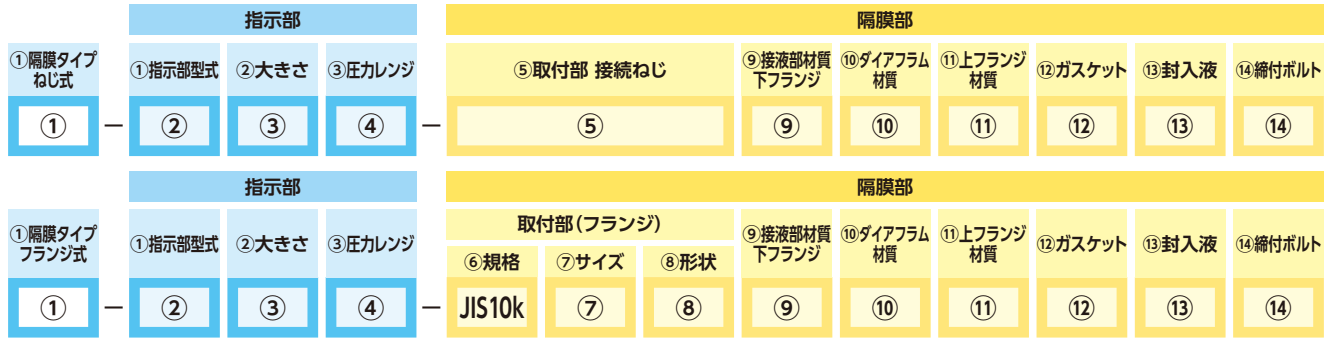 指示部 隔膜部
①隔膜タイプ
ねじ式
①指示部型式 ②大きさ ③圧力レンジ ⑤取付部 接続ねじ
⑨接液部材質
下フランジ
⑩ダイアフラム
材質
⑪上フランジ
材質
⑫ガスケット ⑬封入液 ⑭締付ボルト
① － ② ③ ④ － ⑤ ⑨ ⑩ ⑪ ⑫ ⑬ ⑭
指示部 隔膜部
①隔膜タイプ
フランジ式
①指示部型式 ②大きさ ③圧力レンジ
取付部（フランジ）
⑥規格 ⑦サイズ ⑧形状
⑨接液部材質
下フランジ
⑩ダイアフラム
材質
⑪上フランジ
材質
⑫ガスケット ⑬封入液 ⑭締付ボルト
① － ② ③ ④ － JIS10k ⑦ ⑧ ⑨ ⑩ ⑪ ⑫ ⑬ ⑭